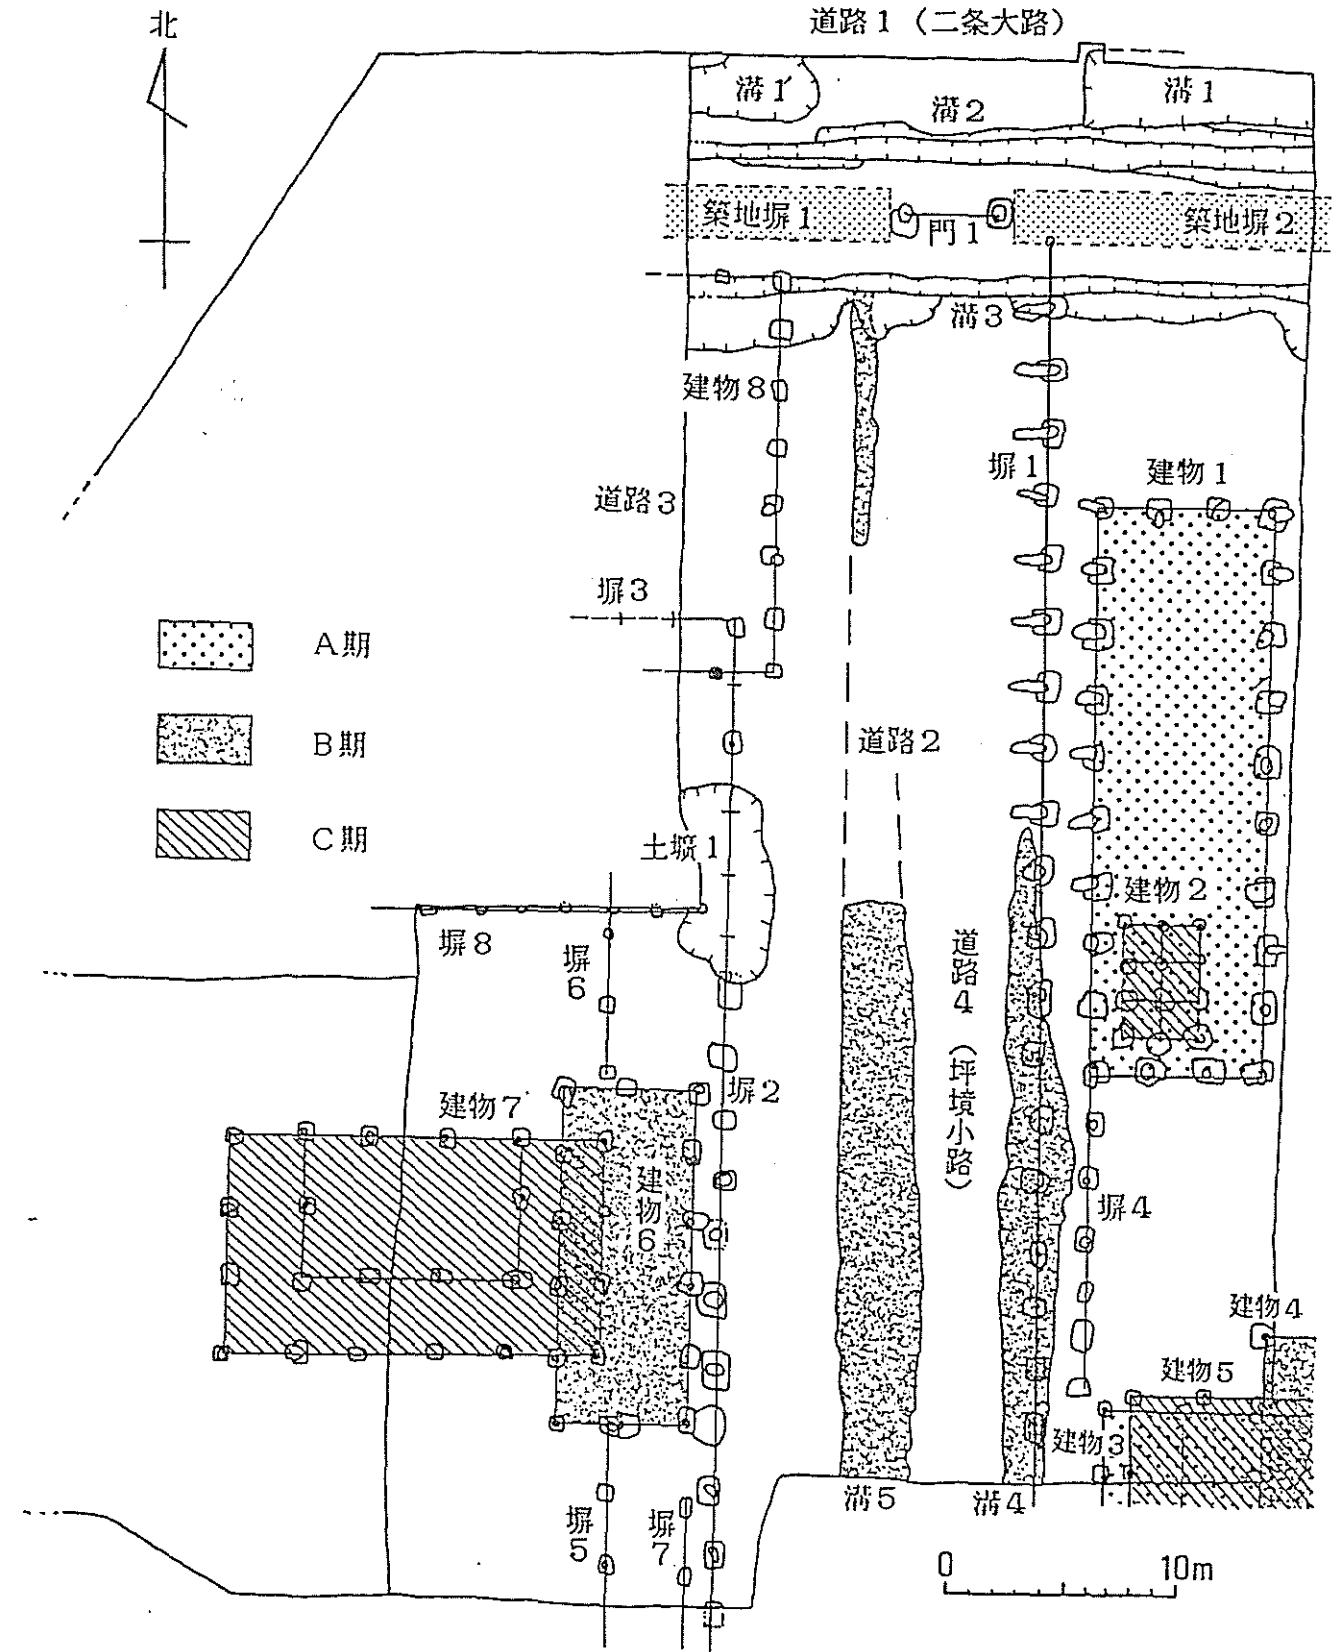 道路1（二条大路）
北
溝1
溝2
溝1
築地塀1
門1
築地塀2
溝3
建物8
塀1
建物1
道路3
塀3
A期
B期
C期
道路2
土壙1
建物2
塀8
塀6
道路4（坪境小路）
建物7
塀2
建物6
塀4
建物4
建物5
建物3
溝5
溝4
塀5
塀7
0
10m